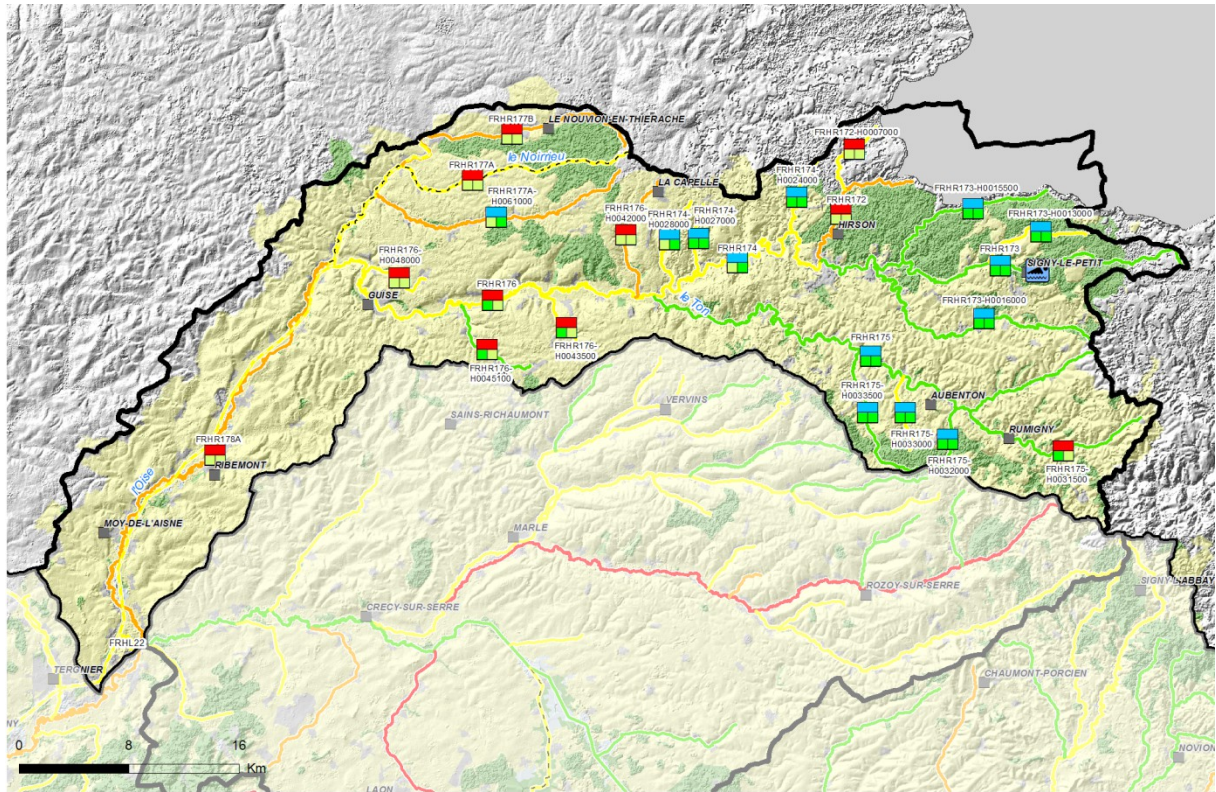 FRHR177B
LE NOUVION-EN-THIERACHE
FRHR172-H0007000
le Noirrieu
FRHR177A
FRHR174-
H0024000
LA CAPELLE
FRHR173-H0015500
FRHR177A-
H0061000
FRHR176-
H0042000
FRHR174-
H0028000
FRHR174-
H0027000
FRHR172
HIRSON
FRHR173-H0013000
FRHR174
FRHR173
SIGNY-LE-PETIT
FRHR176-
H0048000
GUISE
FRHR176
le Ton
FRHR173-H0016000
FRHR176-
H0043500
FRHR176-
H0045100
FRHR175
FRHR175-
H0033500
AUBENTON
FRHR175-
H0033000
FRHR175-
H0032000
RUMIGNY
FRHR175-
H0031500
SAINS-RICHAUMONT
VERVINS
FRHR178A
RIBEMONT
l'Oise
MOY-DE-L'AISNE
MARLE
ROZOY-SUR-SERRE
SIGNY-L'ABBAY
CRECY-SUR-SERRE
FRHL22
TERGNIER
CHAUMONT-PORCIEN
NY
NOVION
0 8 16
Km
LAON